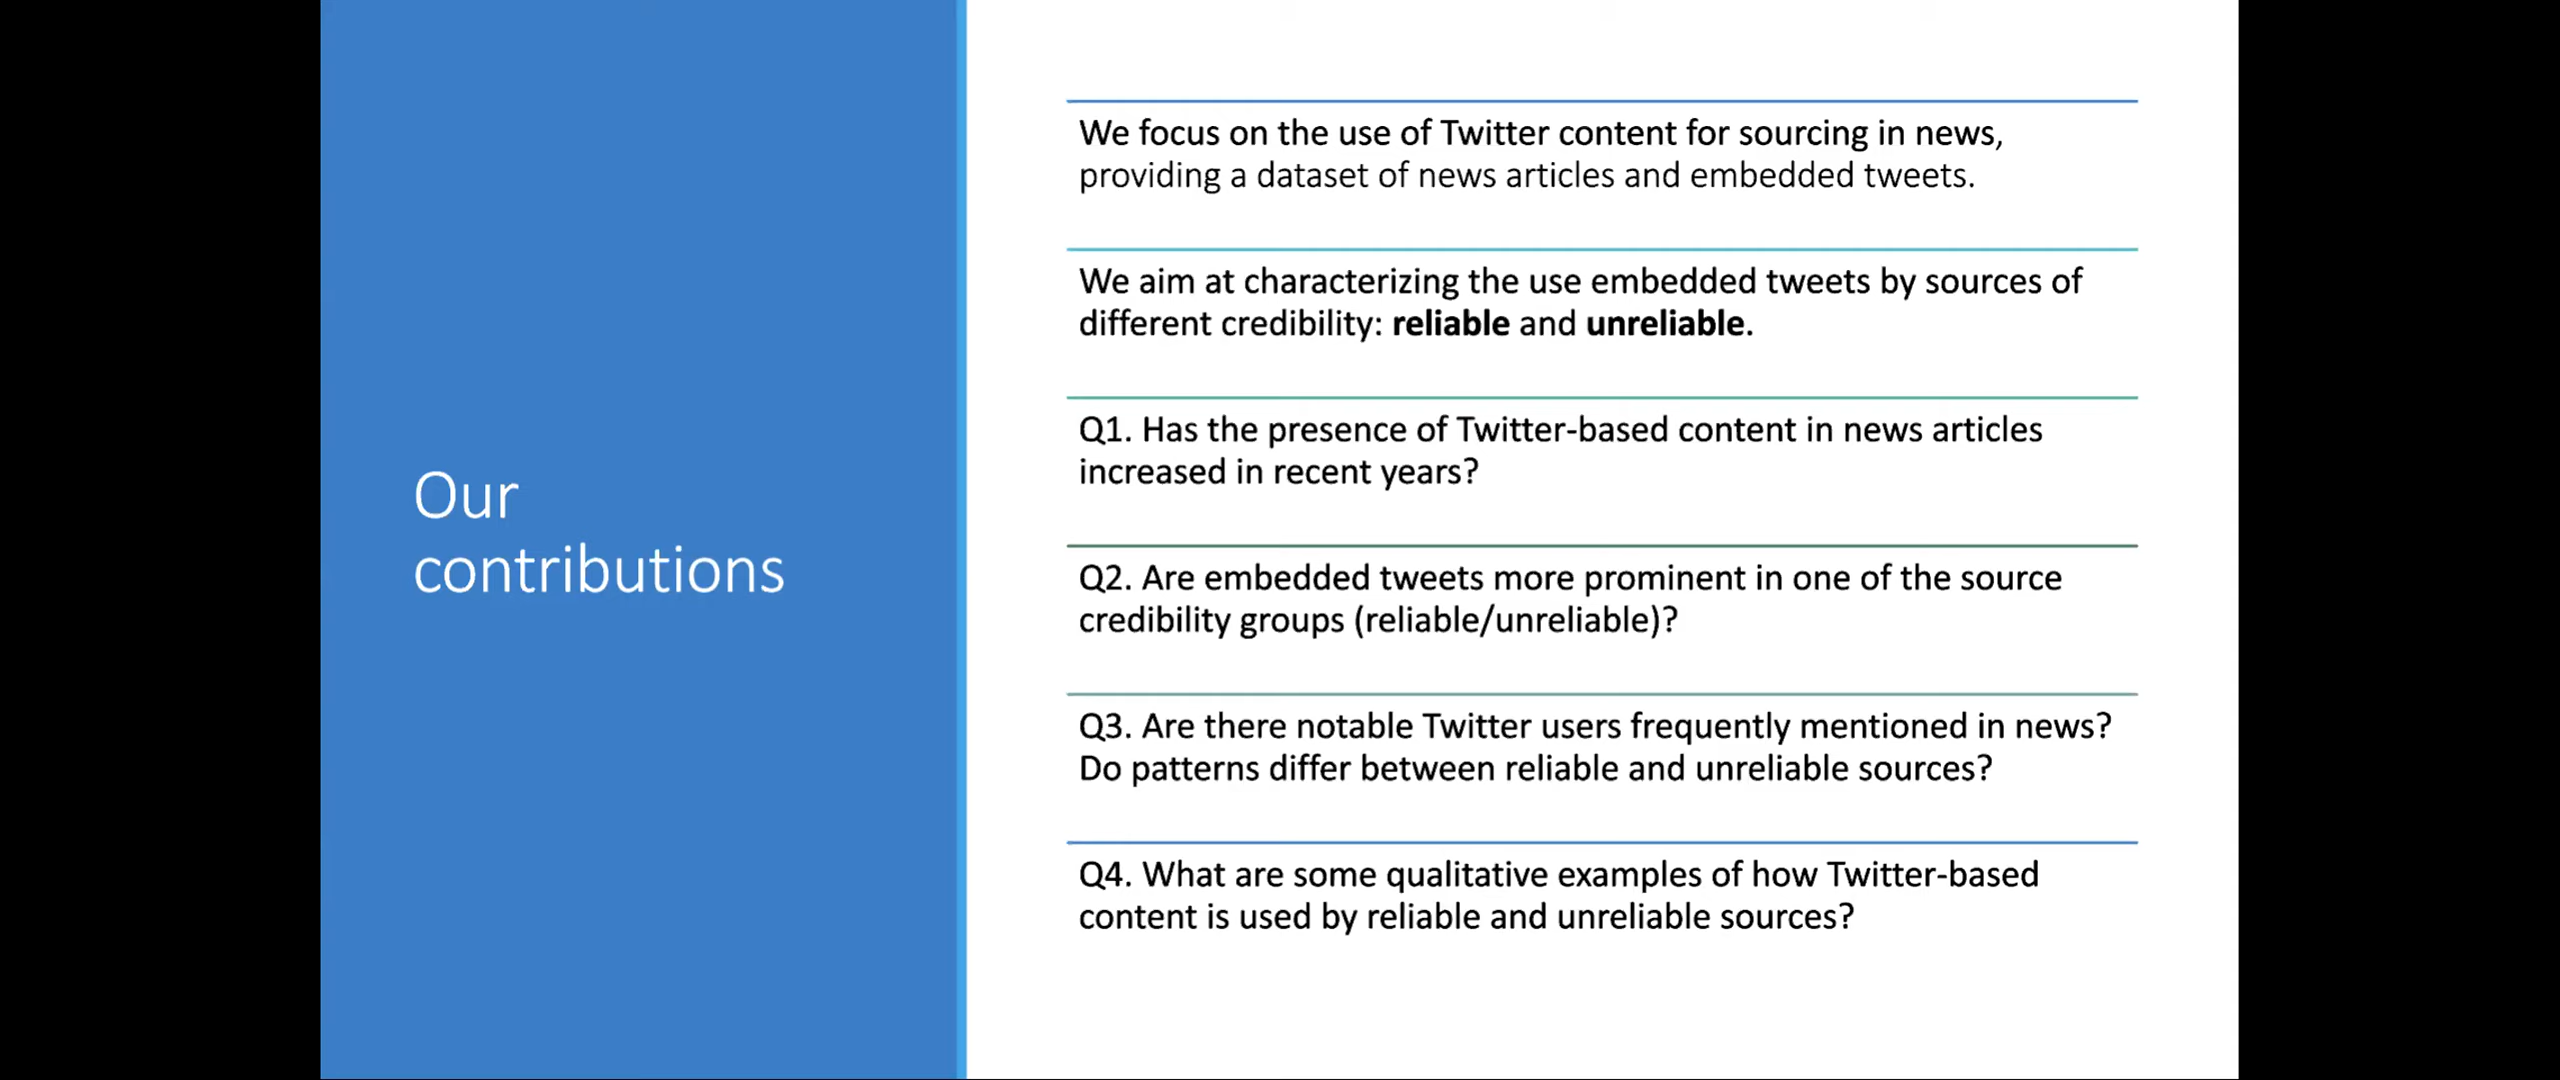 Our
contributions
We focus on the use of Twitter content for sourcing in news,
providing a dataset of news articles and embedded tweets.
We aim at characterizing the use embedded tweets by sources of
different credibility: reliable and unreliable.
Q1. Has the presence of Twitter-based content in news articles
increased in recent years?
Q2. Are embedded tweets more prominent in one of the source
credibility groups (reliable/unreliable)?
Q3. Are there notable Twitter users frequently mentioned in news?
Do patterns differ between reliable and unreliable sources?
Q4. What are some qualitative examples of how Twitter-based
content is used by reliable and unreliable sources?